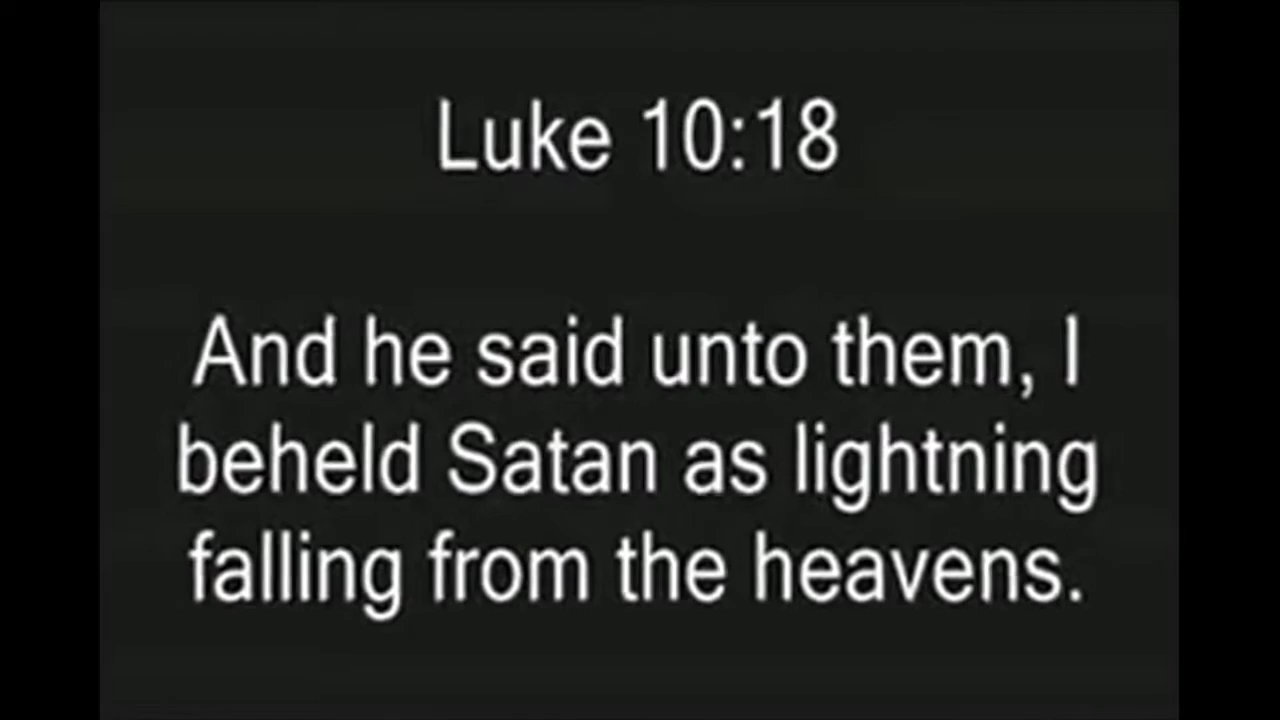 Luke 10:18
And he said unto them, I
beheld Satan as lightning
falling from the heavens.